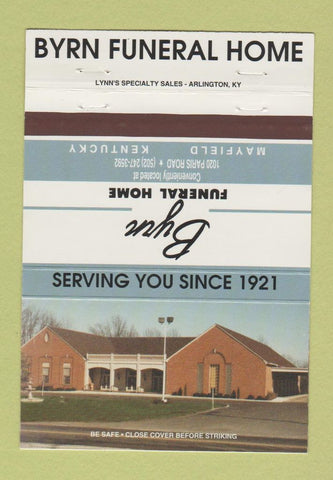 BYRN FUNERAL HOME
LYNN'S SPECIALTY SALES - ARLINGTON, KY
MAYFIELD KENTUCKY
1020 PARIS ROAD ★ (502) 247-3592
Conveniently located at
FUNERAL HOME
Byrn
SERVING YOU SINCE 1921
BE SAFE • CLOSE COVER BEFORE STRIKING